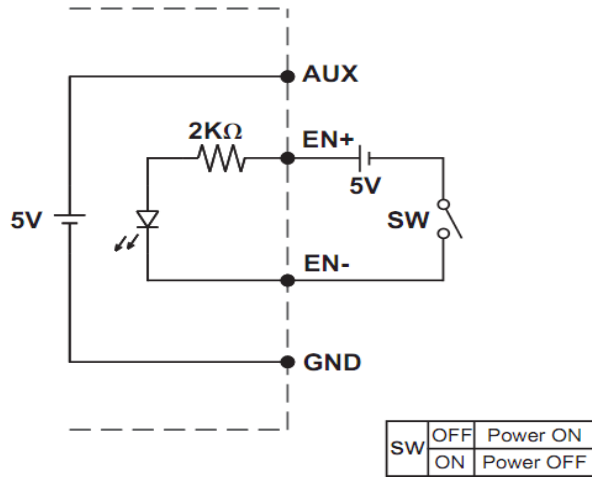 AUX
2KΩ
EN+
5V
5V
SW
EN-
GND
SW OFF Power ON
ON Power OFF